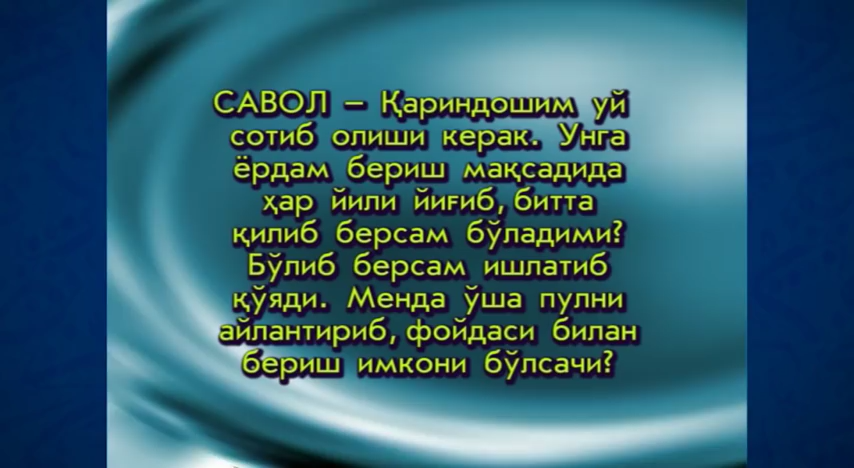 САВОЛ – Қариндошим уй
сотиб олиши керак. Унга
ёрдам бериш мақсадида
ҳар йили йиғиб, битта
қилиб берсам бўладими?
Бўлиб берсам ишлатиб
қўяди. Менда ўша пулни
айлантириб, фойдаси билан
бериш имкони бўлсачи?